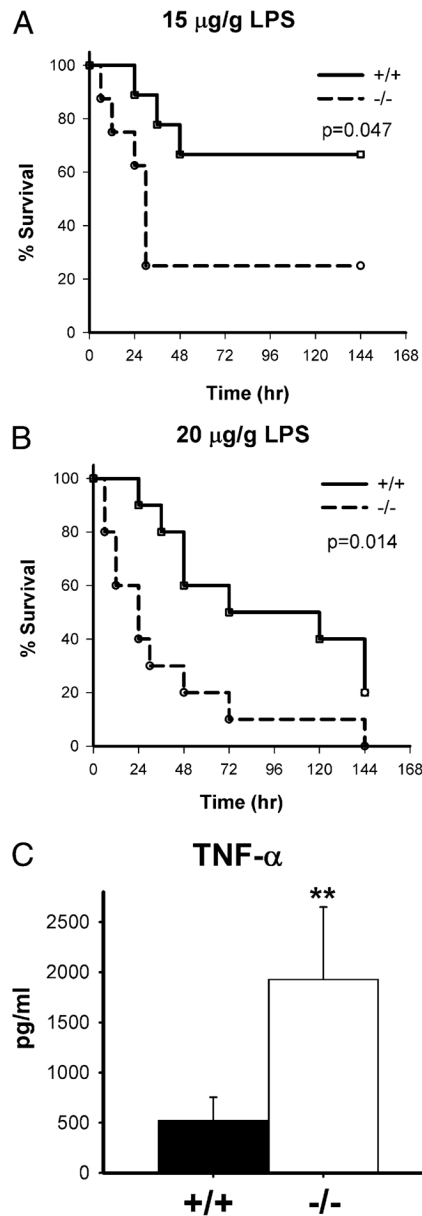 A
15 μg/g LPS
+/+
-/-
p=0.047
% Survival
100
80
60
40
20
0
0 24 48 72 96 120 144 168
Time (hr)
B
20 μg/g LPS
+/+
-/-
p=0.014
% Survival
100
80
60
40
20
0
0 24 48 72 96 120 144 168
Time (hr)
C
TNF-α
**
pg/ml
2500
2000
1500
1000
500
0
+/+ -/-